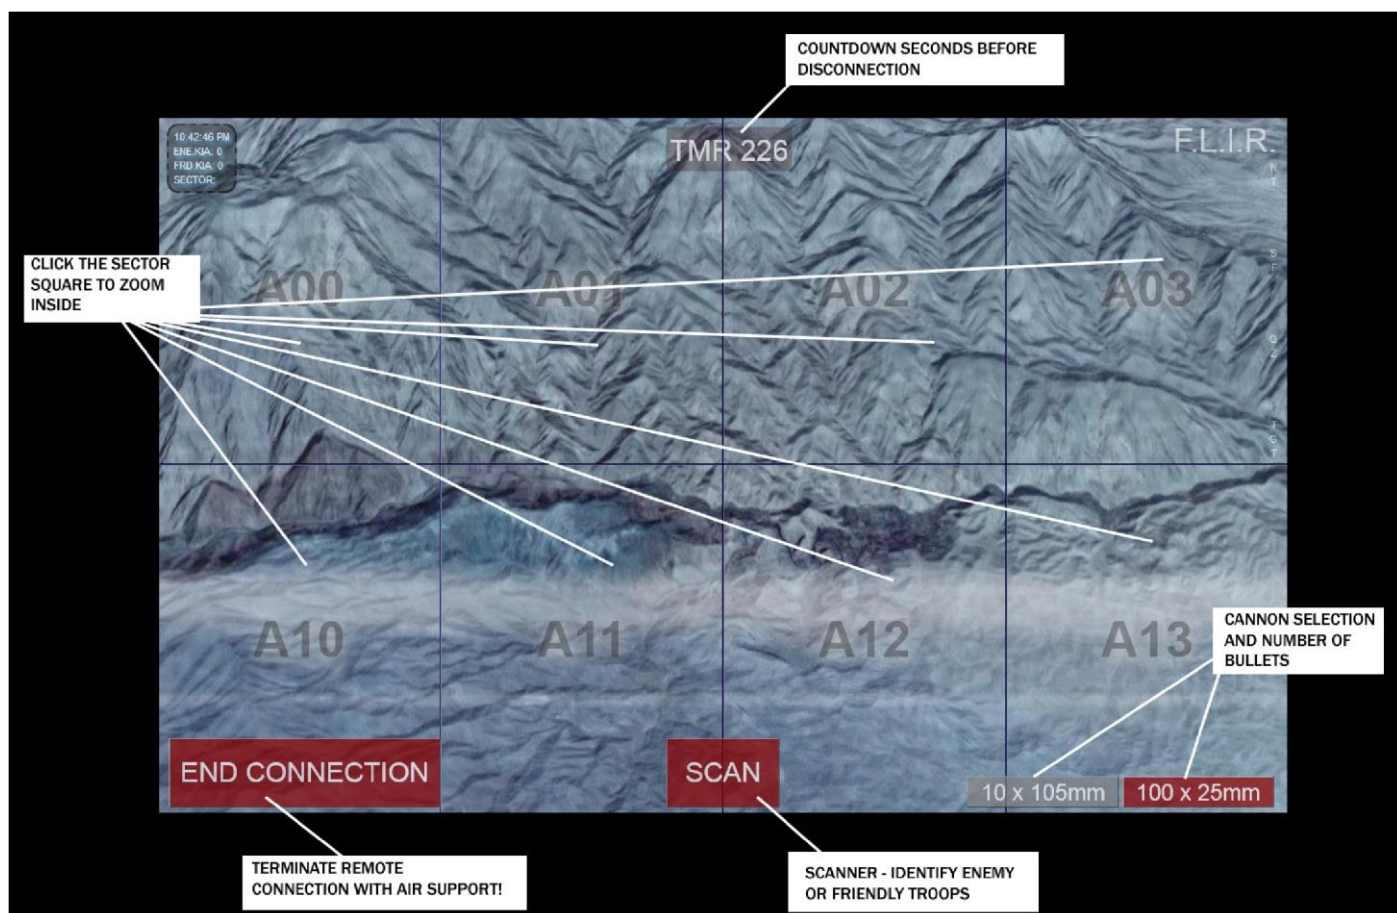 COUNTDOWN SECONDS BEFORE
DISCONNECTION
10:42:46 PM
ENE.KIA: 0
FRD.KIA: 0
SECTOR:
TMR 226
F.L.I.R.
N
T
CLICK THE SECTOR
SQUARE TO ZOOM
INSIDE
A00
A01
A02
A03
S
F
T
G
T
A10
A11
A12
A13
CANNON SELECTION
AND NUMBER OF
BULLETS
END CONNECTION
SCAN
10 x 105mm
100 x 25mm
TERMINATE REMOTE
CONNECTION WITH AIR SUPPORT!
SCANNER - IDENTIFY ENEMY
OR FRIENDLY TROOPS